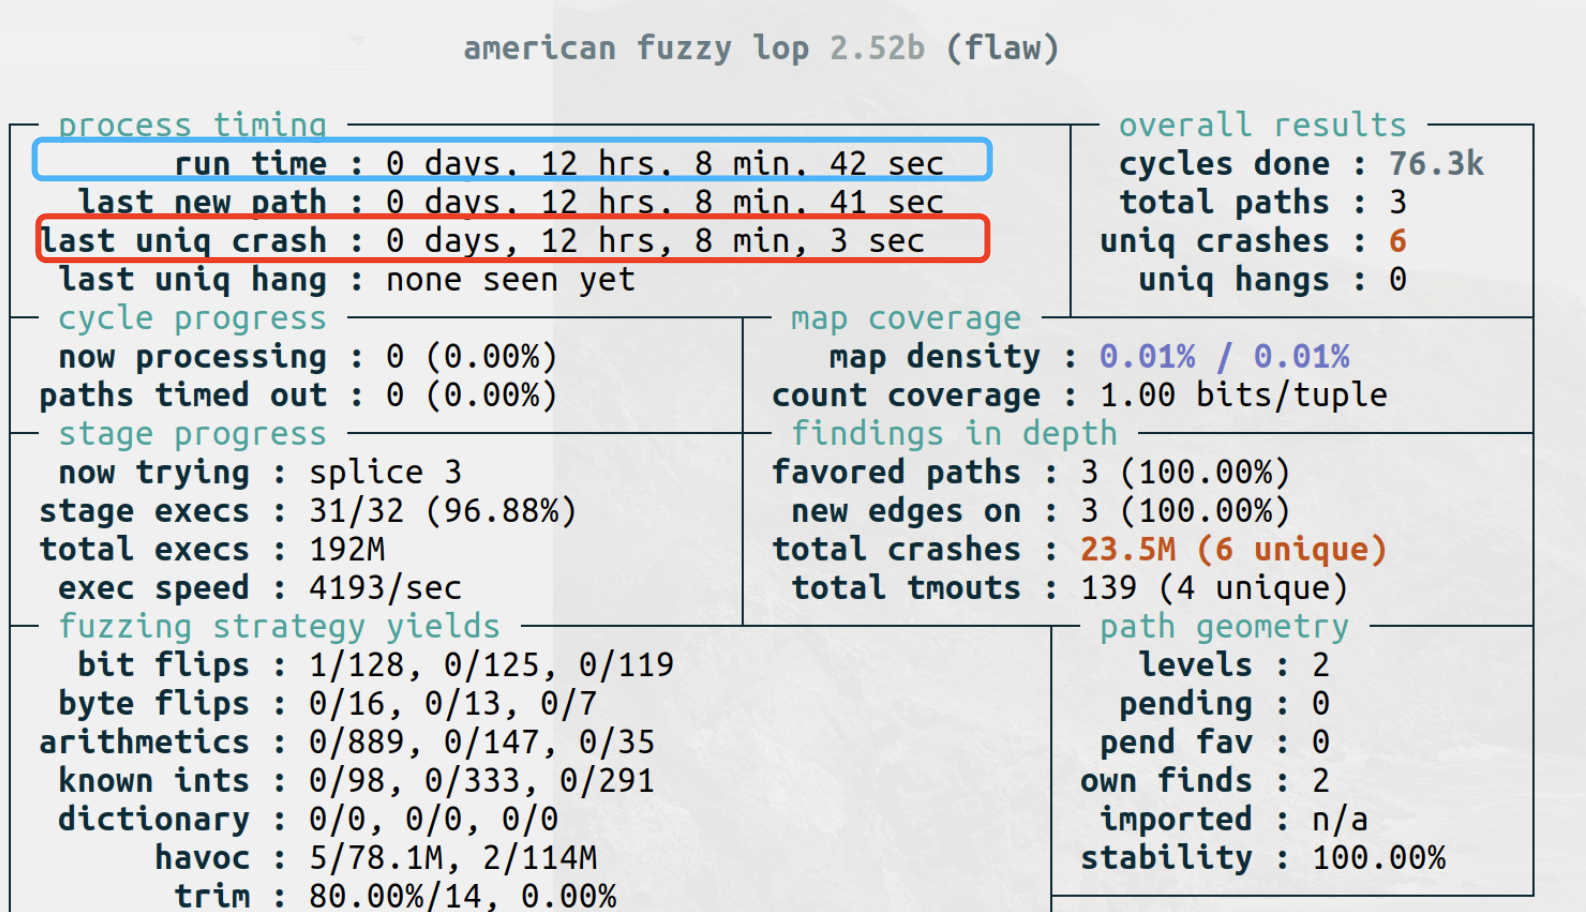 american fuzzy lop 2.52b (flaw)
process timing
run time : 0 days, 12 hrs, 8 min, 42 sec
last new path : 0 days, 12 hrs, 8 min, 41 sec
last uniq crash : 0 days, 12 hrs, 8 min, 3 sec
last uniq hang : none seen yet
overall results
cycles done : 76.3k
total paths : 3
uniq crashes : 6
uniq hangs : 0
cycle progress
now processing : 0 (0.00%)
paths timed out : 0 (0.00%)
map coverage
map density : 0.01% / 0.01%
count coverage : 1.00 bits/tuple
stage progress
now trying : splice 3
stage execs : 31/32 (96.88%)
total execs : 192M
exec speed : 4193/sec
findings in depth
favored paths : 3 (100.00%)
new edges on : 3 (100.00%)
total crashes : 23.5M (6 unique)
total tmouts : 139 (4 unique)
fuzzing strategy yields
bit flips : 1/128, 0/125, 0/119
byte flips : 0/16, 0/13, 0/7
arithmetics : 0/889, 0/147, 0/35
known ints : 0/98, 0/333, 0/291
dictionary : 0/0, 0/0, 0/0
havoc : 5/78.1M, 2/114M
trim : 80.00%/14, 0.00%
path geometry
levels : 2
pending : 0
pend fav : 0
own finds : 2
imported : n/a
stability : 100.00%